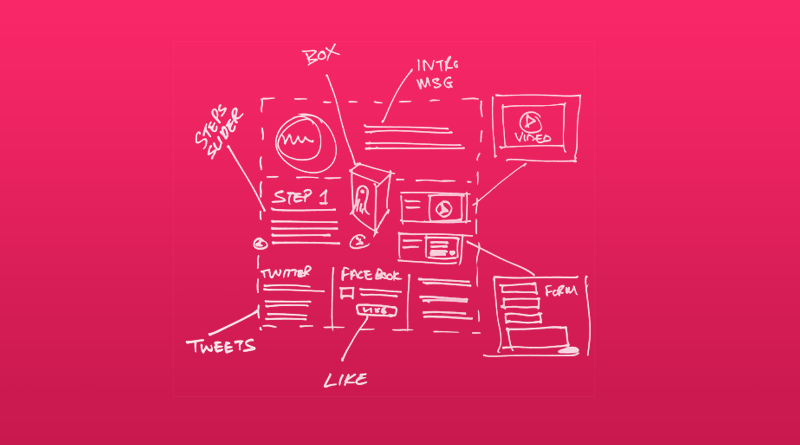 BOX
INTRO
MSG
STEPS
SLIDER
VIDEO
STEP 1
TWITTER
FACEBOOK
LIKE
FORM
TWEETS
LIKE